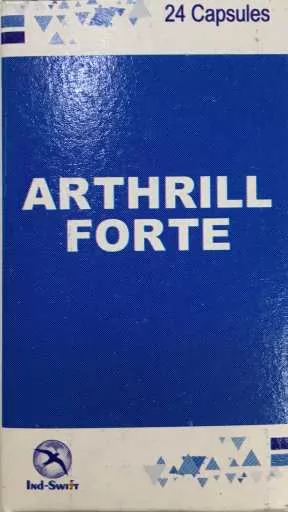 24 Capsules
ARTHRILL
FORTE
IND-SWIFT